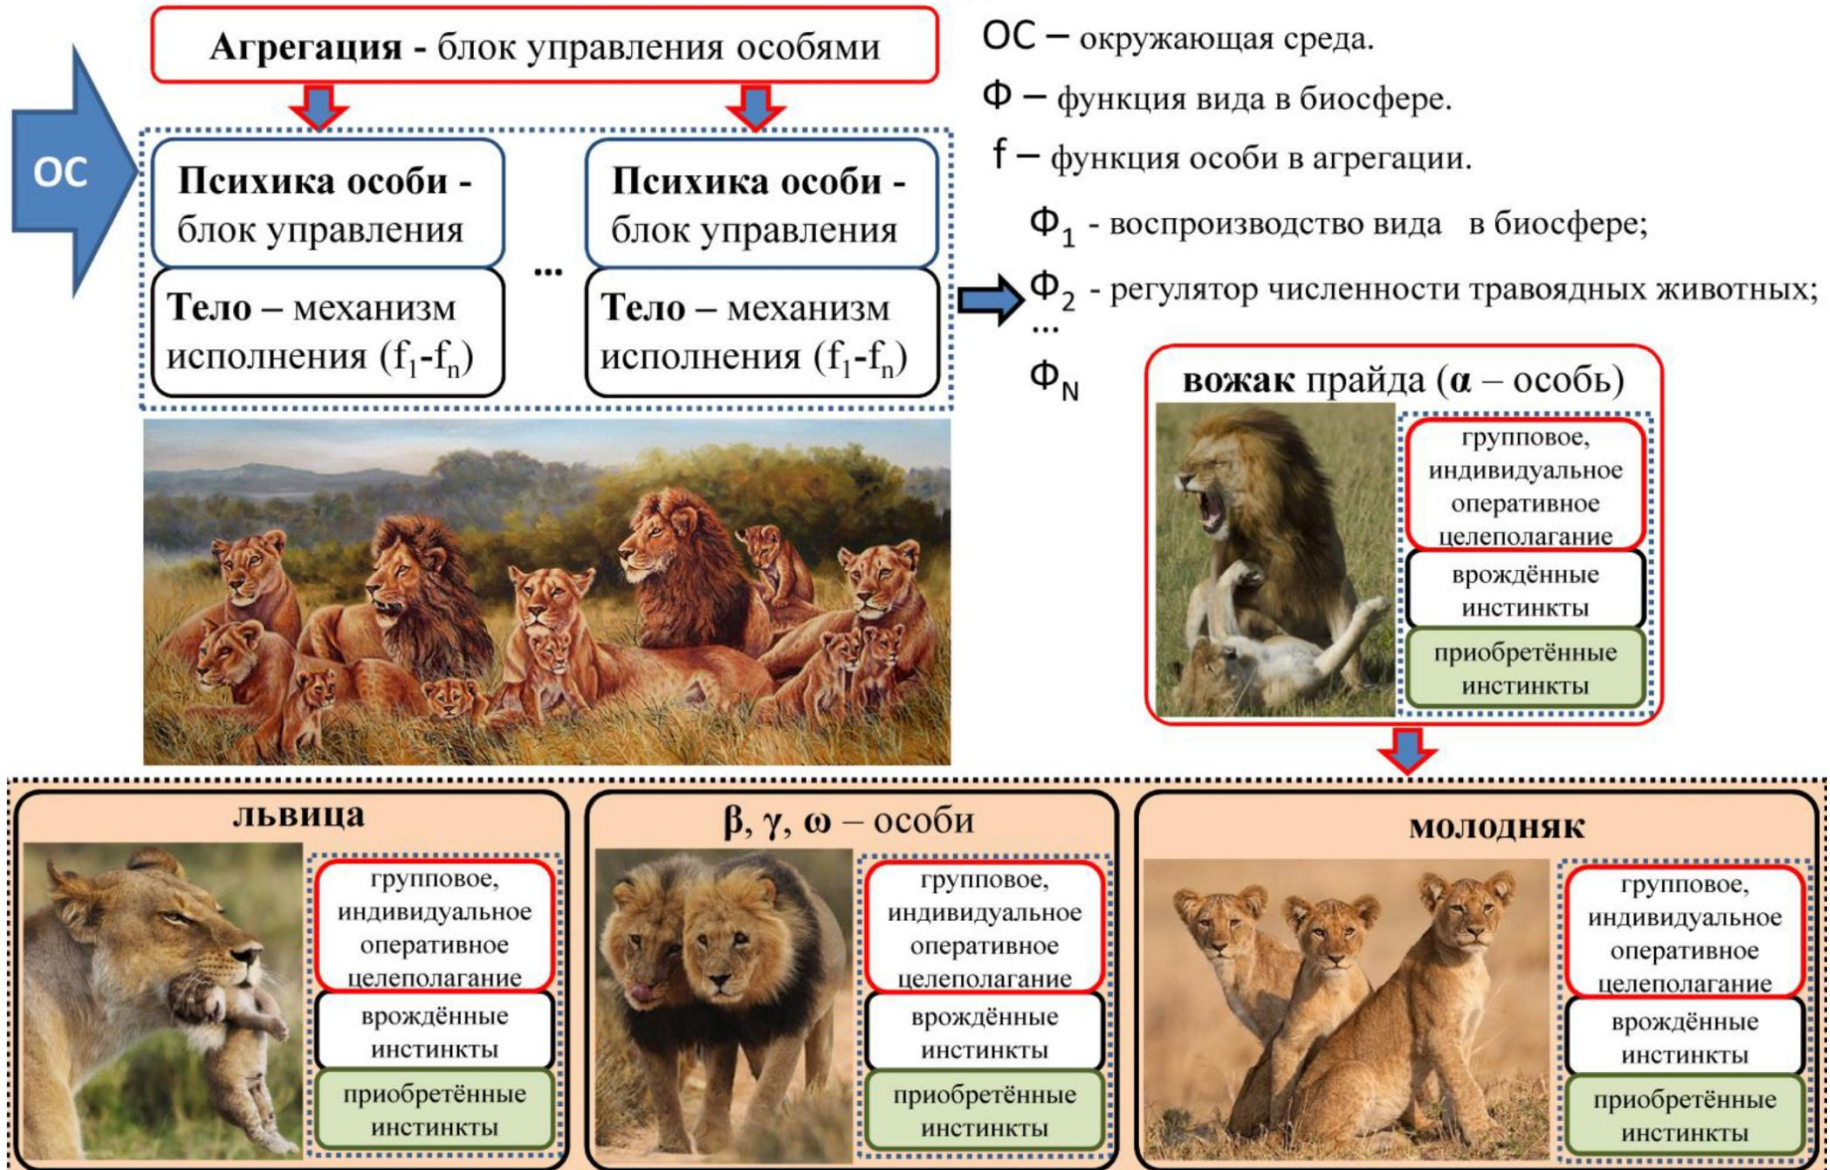 Агрегация - блок управления особями
ОС
Психика особи -
блок управления
Тело – механизм
исполнения (f1-fn)
...
Психика особи -
блок управления
Тело – механизм
исполнения (f1-fn)
ОС – окружающая среда.
Ф – функция вида в биосфере.
f – функция особи в агрегации.
Ф1 - воспроизводство вида в биосфере;
Ф2 - регулятор численности травоядных животных;
...
ФN
вожак прайда (α – особь)
групповое,
индивидуальное
оперативное
целеполагание
врождённые
инстинкты
приобретённые
инстинкты
львица
групповое,
индивидуальное
оперативное
целеполагание
врождённые
инстинкты
приобретённые
инстинкты
β, γ, ω – особи
групповое,
индивидуальное
оперативное
целеполагание
врождённые
инстинкты
приобретённые
инстинкты
молодняк
групповое,
индивидуальное
оперативное
целеполагание
врождённые
инстинкты
приобретённые
инстинкты